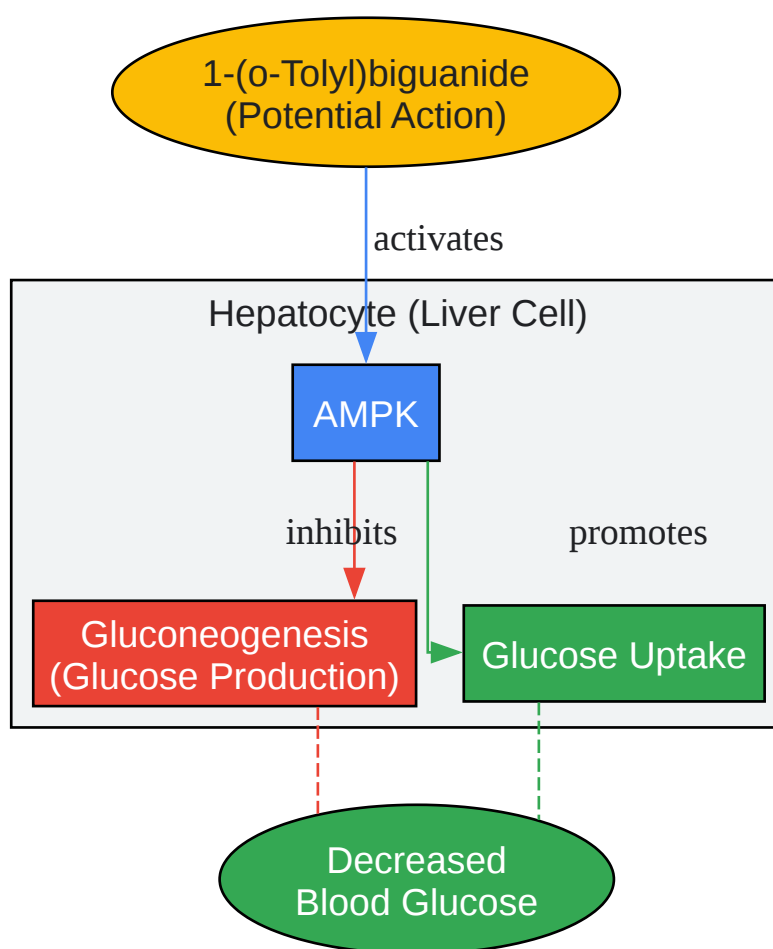 1-(o-Tolyl)biguanide
(Potential Action)
activates
Hepatocyte (Liver Cell)
AMPK
inhibits
promotes
Gluconeogenesis
(Glucose Production)
Glucose Uptake
Decreased
Blood Glucose